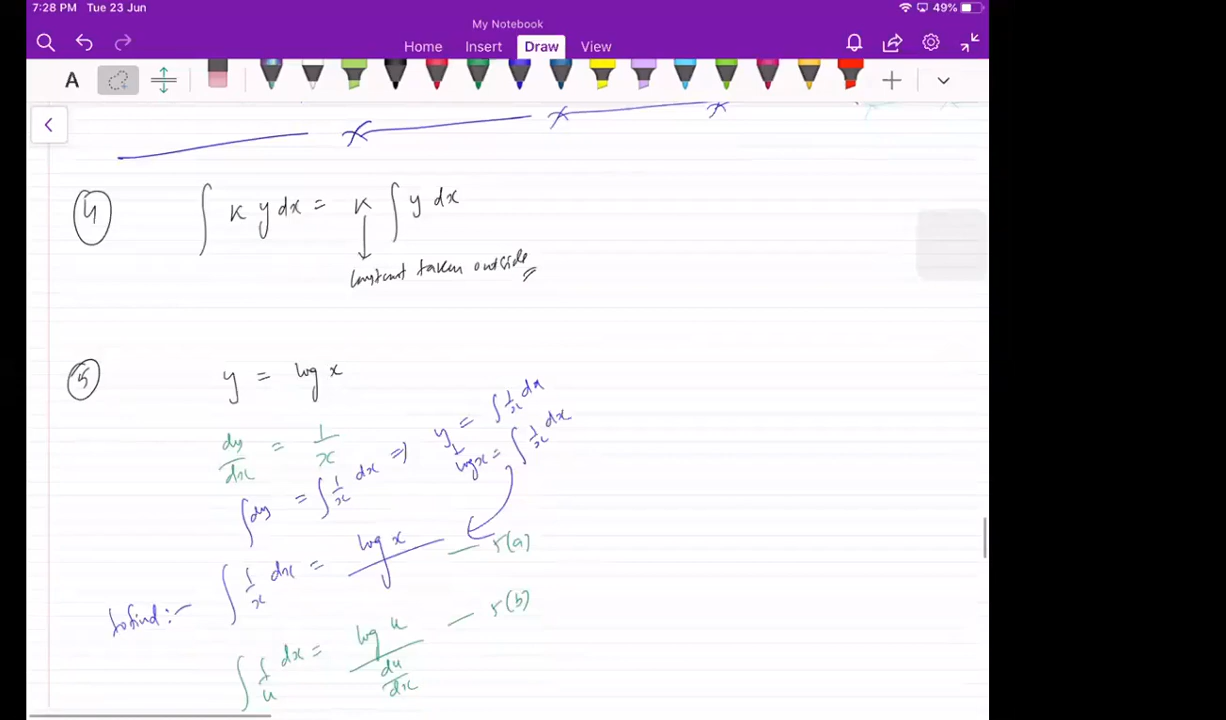 7:28 PM Tue 23 Jun
49%
My Notebook
Home Insert Draw View
A
4
∫ K y dx = K ∫ y dx
constant taken outside
5
y = log x
dy/dx = 1/x
∫ dy = ∫ 1/x dx ⇒ y = ∫ 1/x dx
log x = ∫ 1/x dx
∫ 1/x dx = log x — 5(a)
to find :-
∫ 1/u dx = log u / (du/dx) — 5(b)